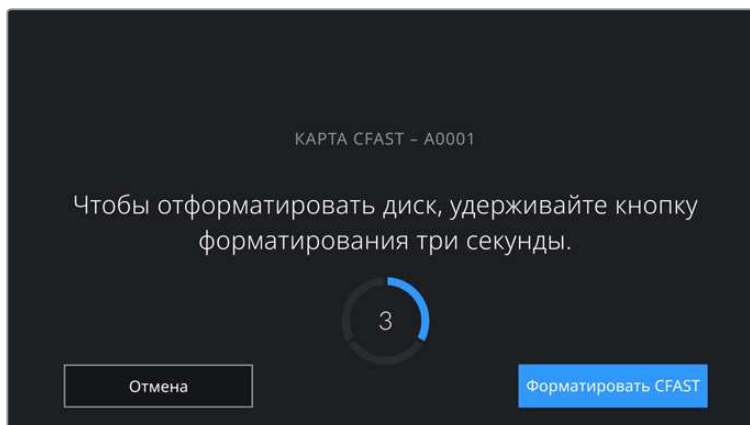 КАРТА CFAST – A0001
Чтобы отформатировать диск, удерживайте кнопку
форматирования три секунды.
3
Отмена
Форматировать CFAST